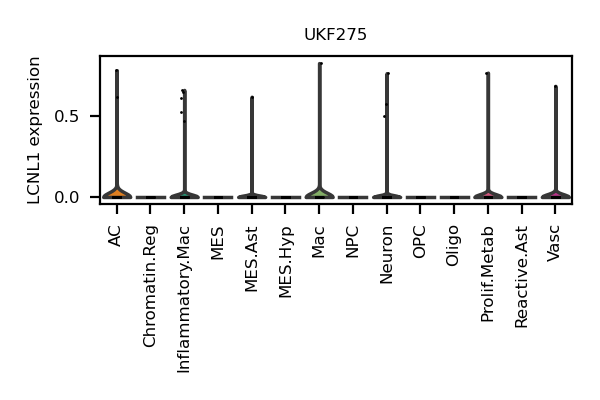 UKF275
LCNL1 expression
0.5
0.0
AC
Chromatin.Reg
Inflammatory.Mac
MES
MES.Ast
MES.Hyp
Mac
NPC
Neuron
OPC
Oligo
Prolif.Metab
Reactive.Ast
Vasc